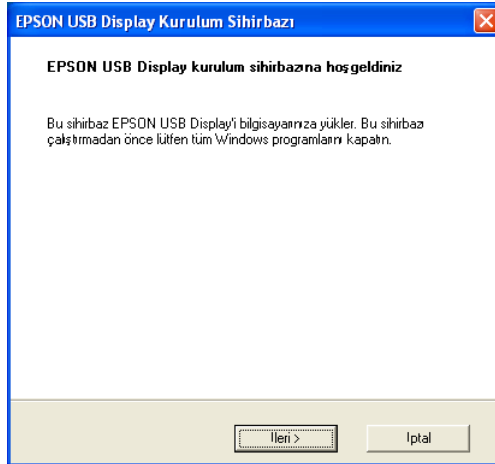 EPSON USB Display Kurulum Sihirbazı
EPSON USB Display kurulum sihirbazına hoşgeldiniz
Bu sihirbaz EPSON USB Display'i bilgisayarınıza yükler. Bu sihirbazı
çalıştırmadan önce lütfen tüm Windows programlarını kapatın.
İleri >
İptal